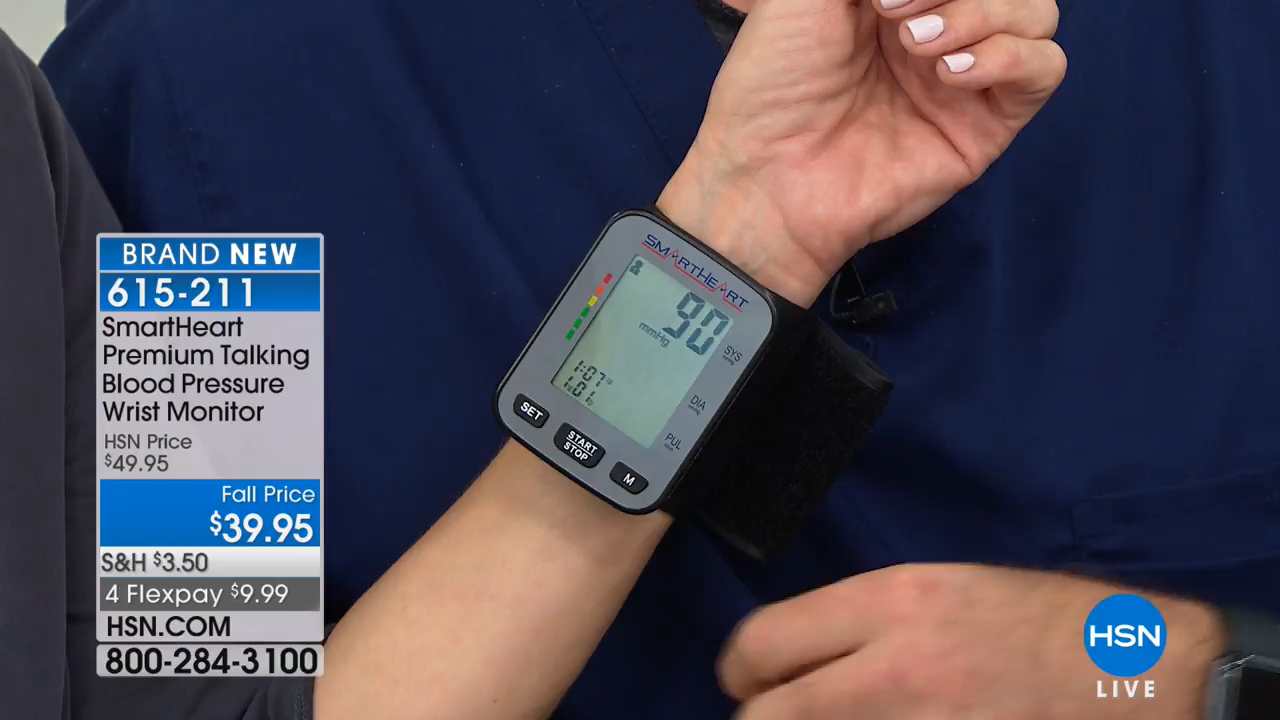 BRAND NEW
615-211
SmartHeart
Premium Talking
Blood Pressure
Wrist Monitor
HSN Price
$49.95
Fall Price
$39.95
S&H $3.50
4 Flexpay $9.99
HSN.COM
800-284-3100
SMARTHEART
90
mmHg
SYS
DIA
PUL
1:07
SET
START
STOP
M
HSN
LIVE